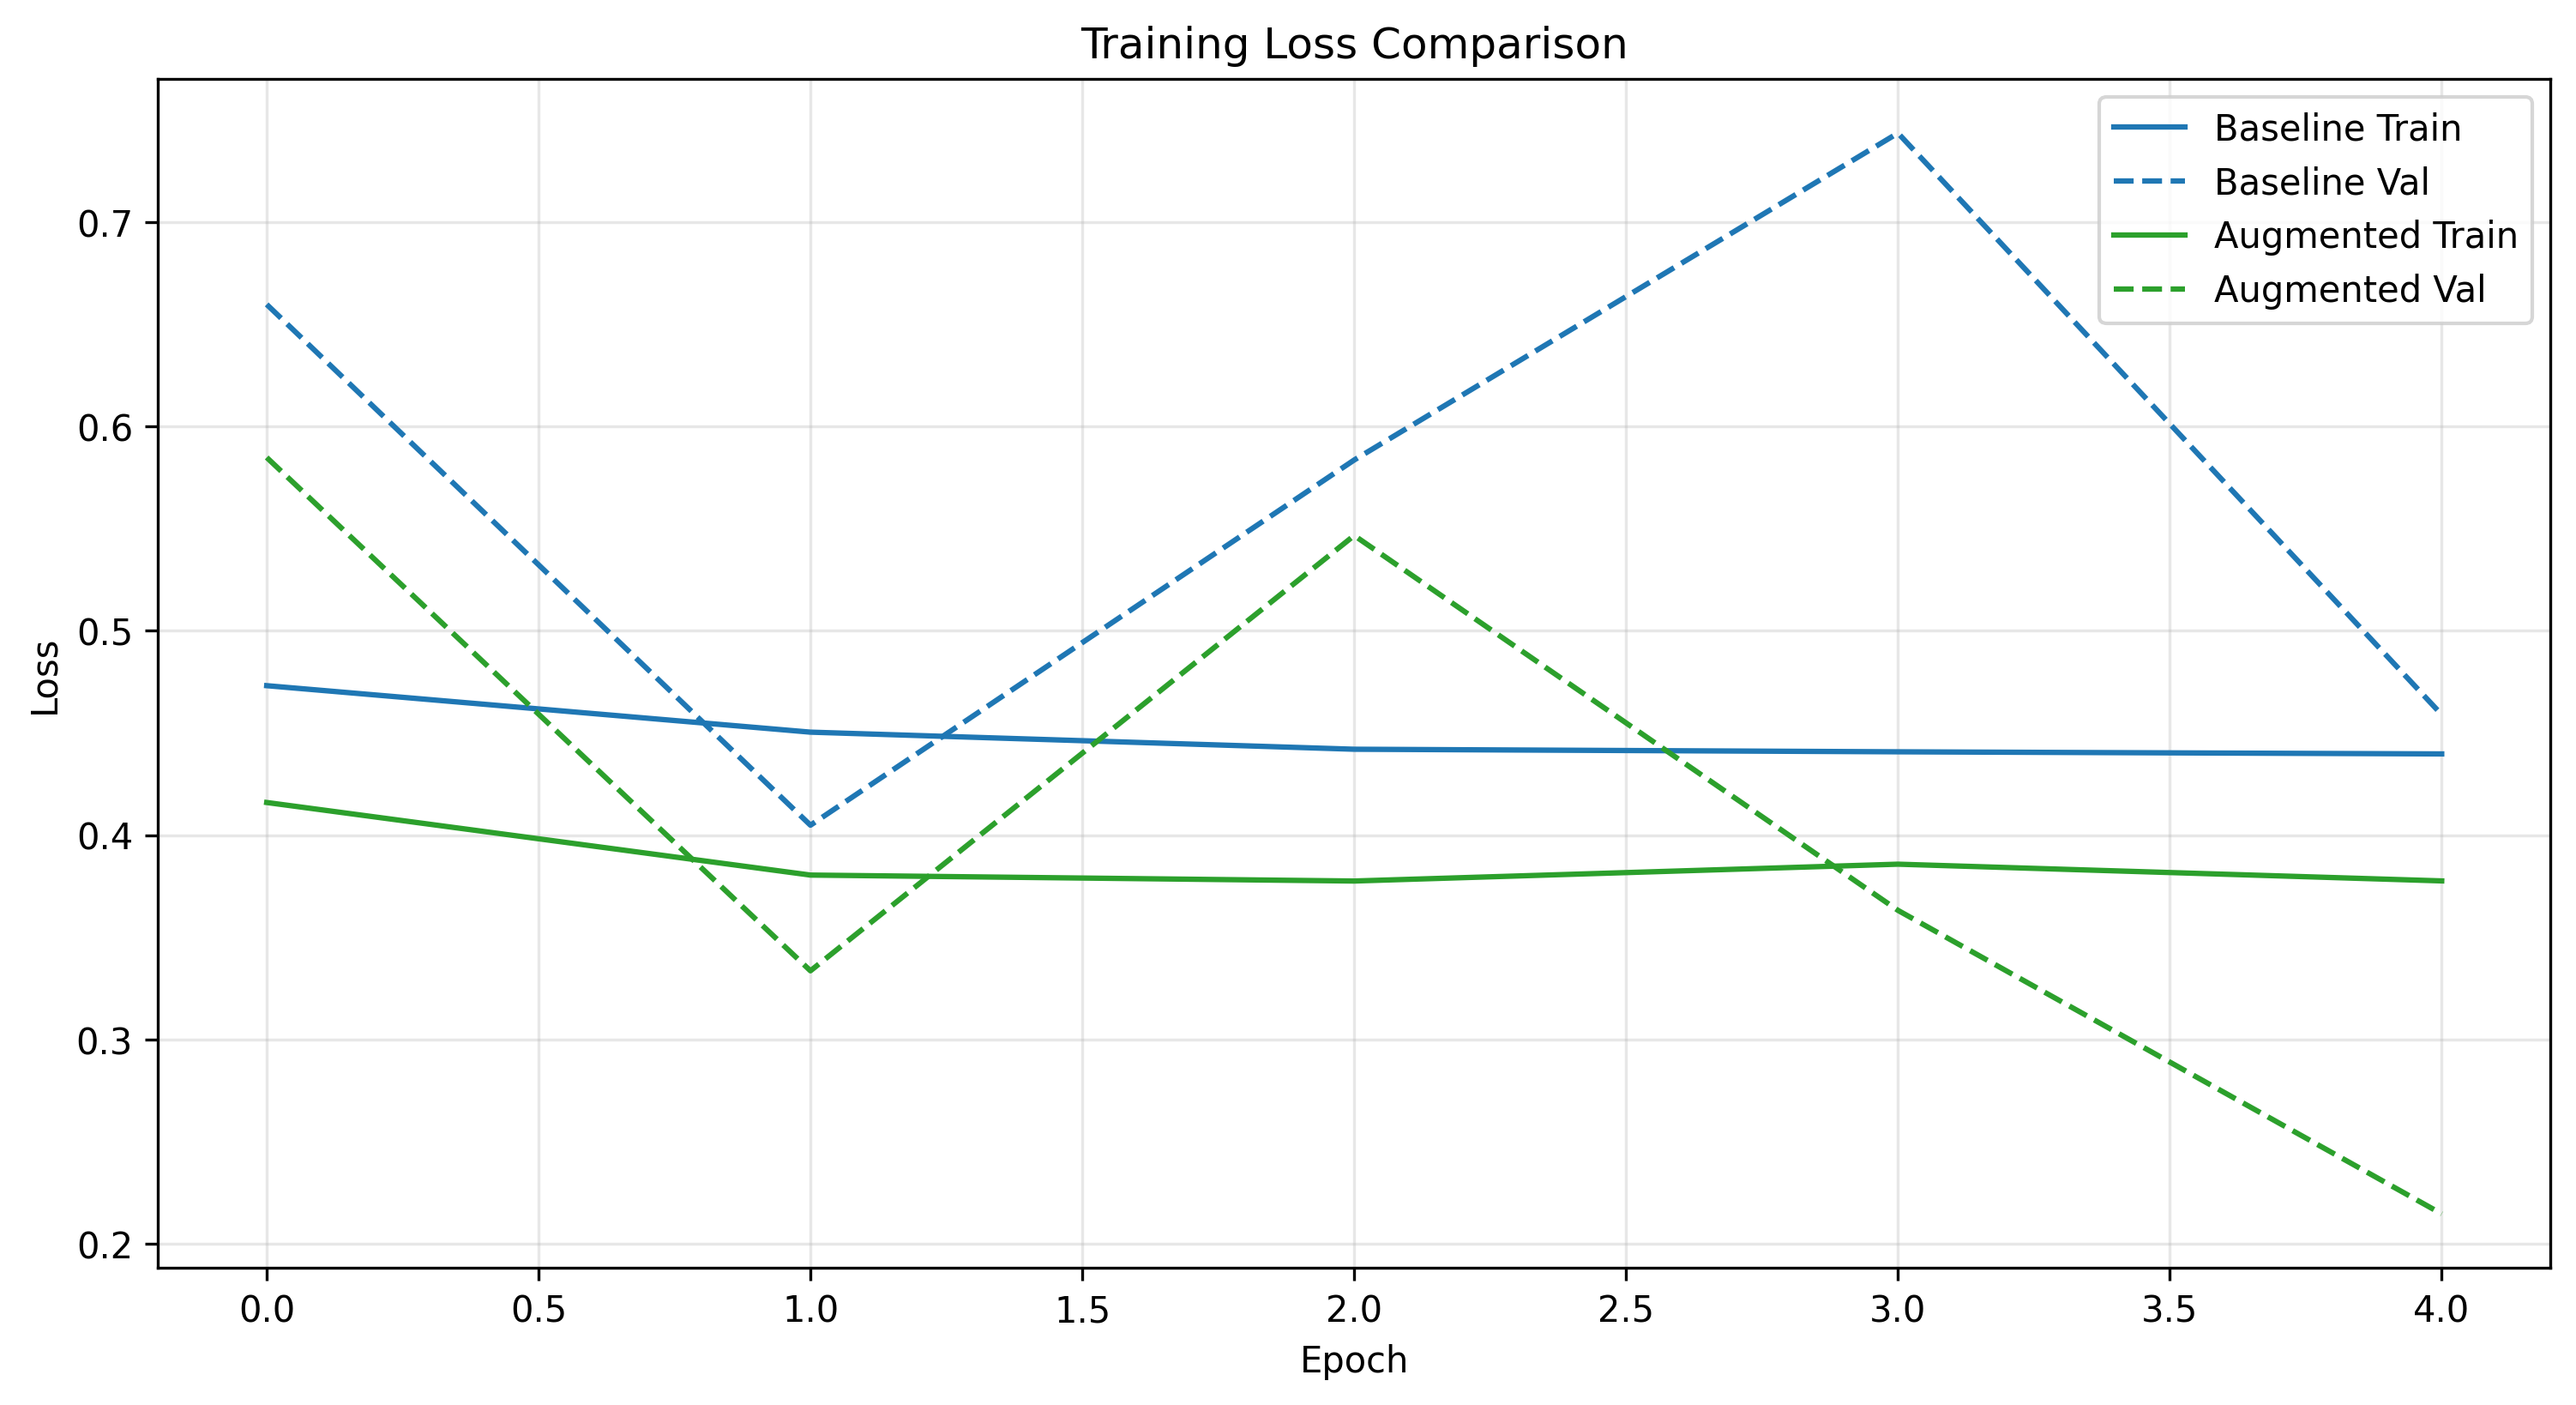 Training Loss Comparison
Baseline Train
Baseline Val
Augmented Train
Augmented Val
Loss
0.7
0.6
0.5
0.4
0.3
0.2
0.0 0.5 1.0 1.5 2.0 2.5 3.0 3.5 4.0
Epoch